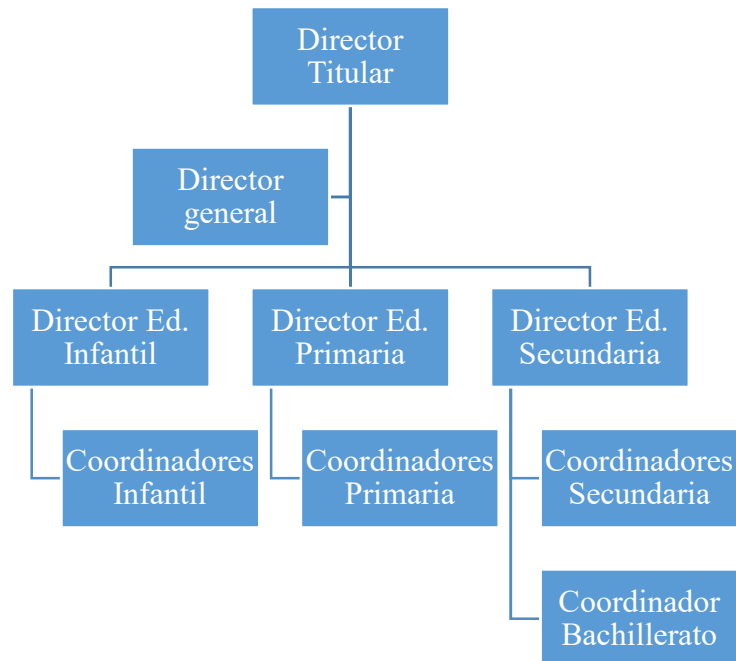 Director
Titular
Director
general
Director Ed.
Infantil
Director Ed.
Primaria
Director Ed.
Secundaria
Coordinadores
Infantil
Coordinadores
Primaria
Coordinadores
Secundaria
Coordinador
Bachillerato